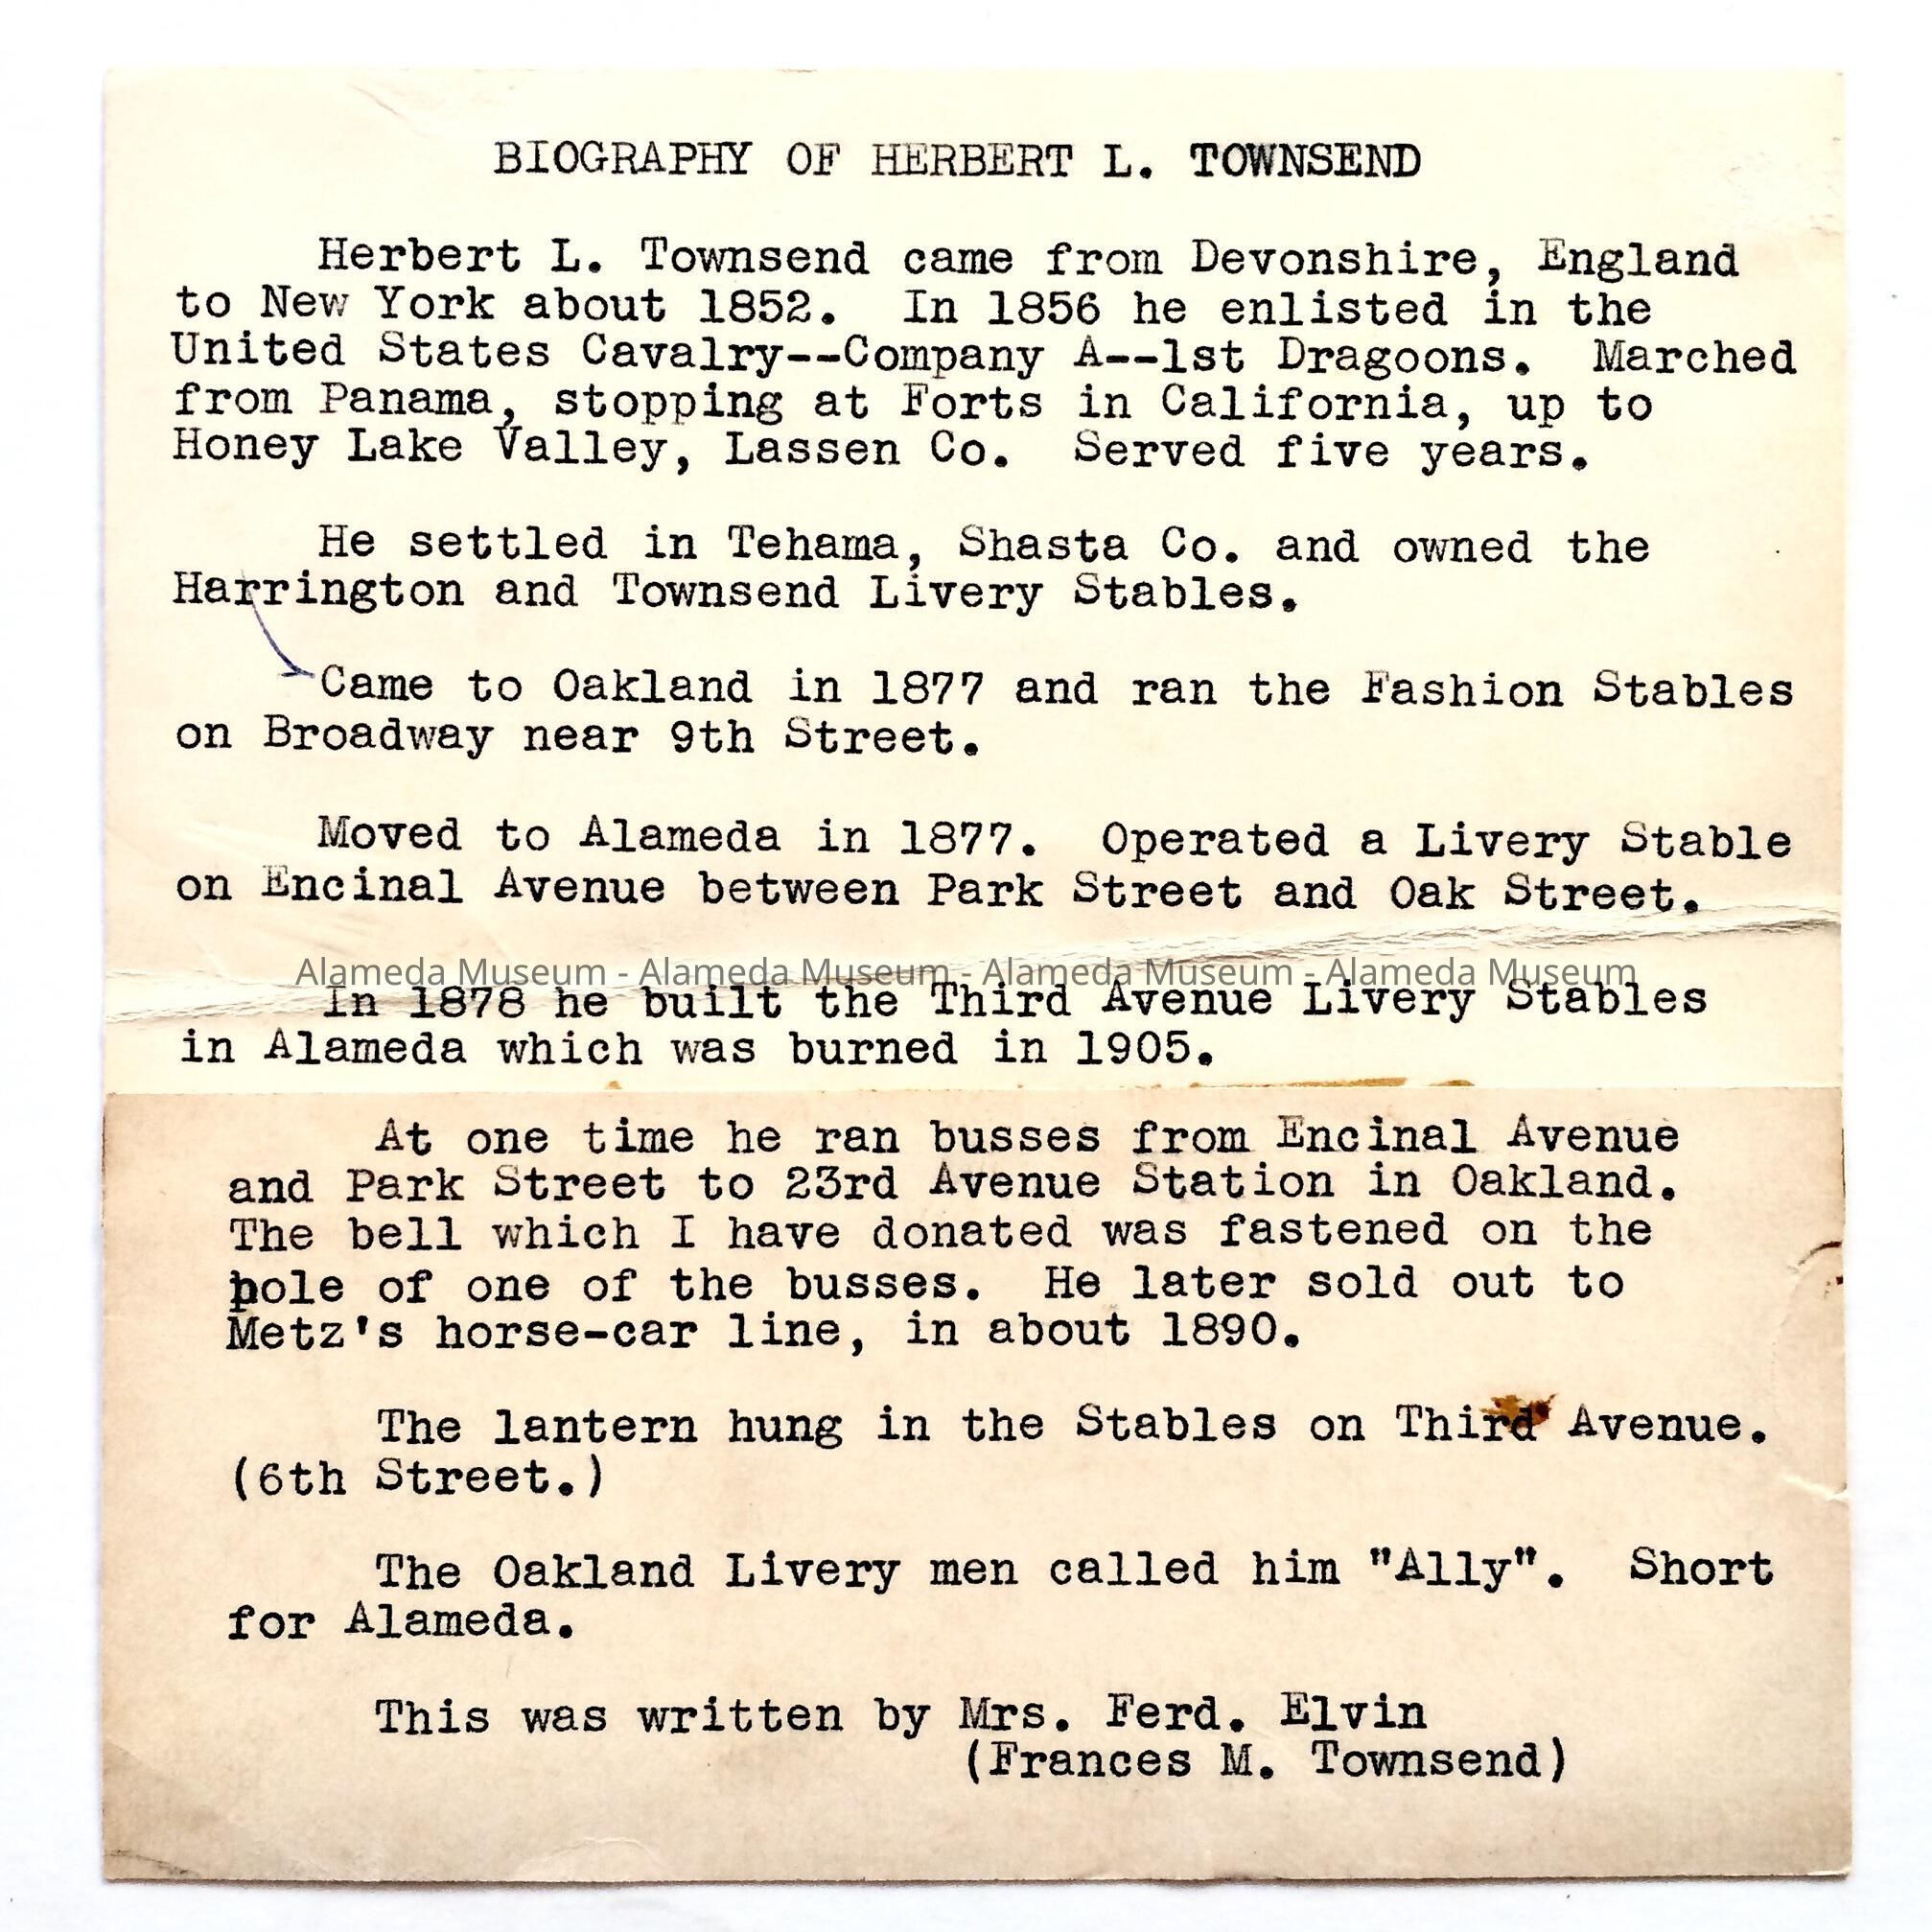 BIOGRAPHY OF HERBERT L. TOWNSEND
Herbert L. Townsend came from Devonshire, England
to New York about 1852. In 1856 he enlisted in the
United States Cavalry--Company A--1st Dragoons. Marched
from Panama, stopping at Forts in California, up to
Honey Lake Valley, Lassen Co. Served five years.
He settled in Tehama, Shasta Co. and owned the
Harrington and Townsend Livery Stables.
Came to Oakland in 1877 and ran the Fashion Stables
on Broadway near 9th Street.
Moved to Alameda in 1877. Operated a Livery Stable
on Encinal Avenue between Park Street and Oak Street.
Alameda Museum - Alameda Museum - Alameda Museum - Alameda Museum
In 1878 he built the Third Avenue Livery Stables
in Alameda which was burned in 1905.
At one time he ran busses from Encinal Avenue
and Park Street to 23rd Avenue Station in Oakland.
The bell which I have donated was fastened on the
pole of one of the busses. He later sold out to
Metz's horse-car line, in about 1890.
The lantern hung in the Stables on Third Avenue.
(6th Street.)
The Oakland Livery men called him "Ally". Short
for Alameda.
This was written by Mrs. Ferd. Elvin
(Frances M. Townsend)